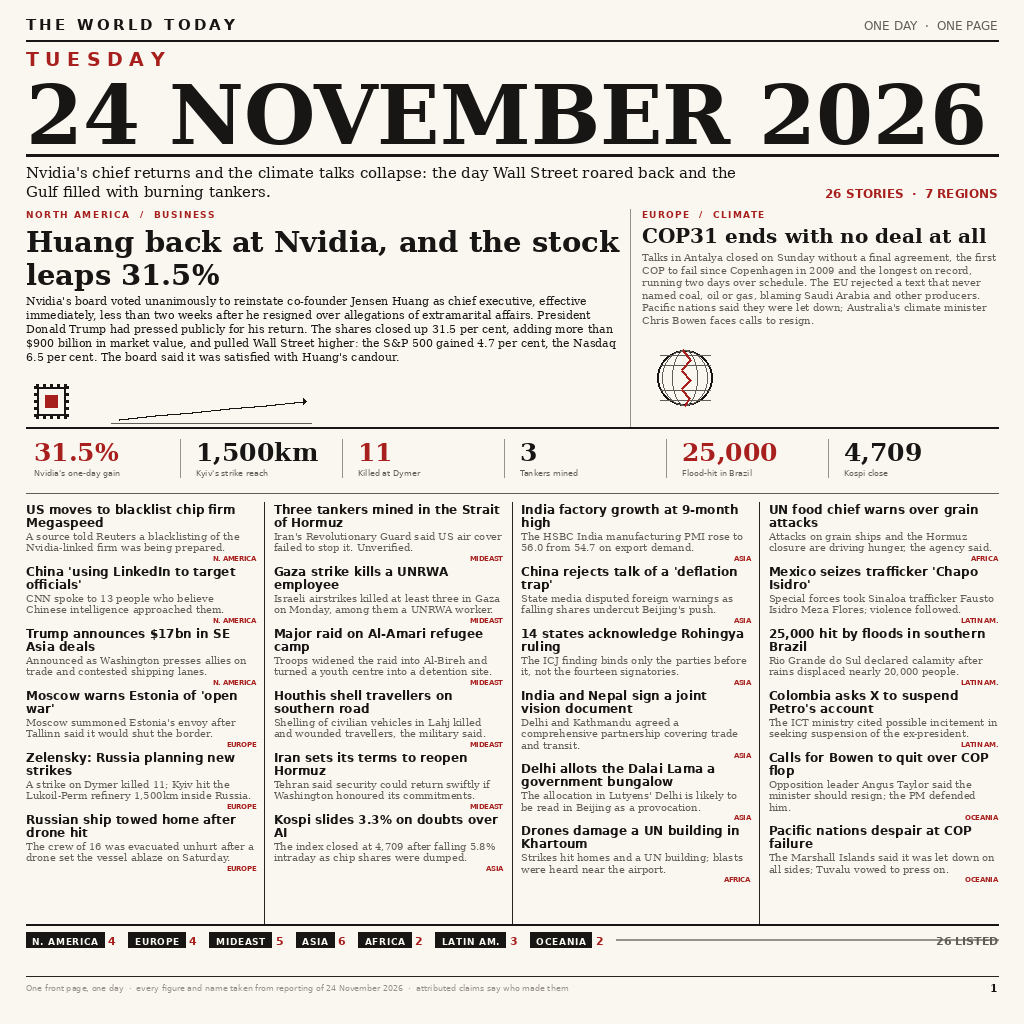 THE WORLD TODAY
ONE DAY · ONE PAGE
TUESDAY
24 NOVEMBER 2026
Nvidia's chief returns and the climate talks collapse: the day Wall Street roared back and the
Gulf filled with burning tankers.
26 STORIES · 7 REGIONS
NORTH AMERICA / BUSINESS
Huang back at Nvidia, and the stock
leaps 31.5%
Nvidia's board voted unanimously to reinstate co-founder Jensen Huang as chief executive, effective
immediately, less than two weeks after he resigned over allegations of extramarital affairs. President
Donald Trump had pressed publicly for his return. The shares closed up 31.5 per cent, adding more than
$900 billion in market value, and pulled Wall Street higher: the S&P 500 gained 4.7 per cent, the Nasdaq
6.5 per cent. The board said it was satisfied with Huang's candour.
EUROPE / CLIMATE
COP31 ends with no deal at all
Talks in Antalya closed on Sunday without a final agreement, the first
COP to fail since Copenhagen in 2009 and the longest on record,
running two days over schedule. The EU rejected a text that never
named coal, oil or gas, blaming Saudi Arabia and other producers.
Pacific nations said they were let down; Australia's climate minister
Chris Bowen faces calls to resign.
31.5%
Nvidia's one-day gain
1,500km
Kyiv's strike reach
11
Killed at Dymer
3
Tankers mined
25,000
Flood-hit in Brazil
4,709
Kospi close
US moves to blacklist chip firm
Megaspeed
A source told Reuters a blacklisting of the
Nvidia-linked firm was being prepared.
N. AMERICA
China 'using LinkedIn to target
officials'
CNN spoke to 13 people who believe
Chinese intelligence approached them.
N. AMERICA
Trump announces $17bn in SE
Asia deals
Announced as Washington presses allies on
trade and contested shipping lanes.
N. AMERICA
Moscow warns Estonia of 'open
war'
Moscow summoned Estonia's envoy after
Tallinn said it would shut the border.
EUROPE
Zelensky: Russia planning new
strikes
A strike on Dymer killed 11; Kyiv hit the
Lukoil-Perm refinery 1,500km inside Russia.
EUROPE
Russian ship towed home after
drone hit
The crew of 16 was evacuated unhurt after a
drone set the vessel ablaze on Saturday.
EUROPE
Three tankers mined in the Strait
of Hormuz
Iran's Revolutionary Guard said US air cover
failed to stop it. Unverified.
MIDEAST
Gaza strike kills a UNRWA
employee
Israeli airstrikes killed at least three in Gaza
on Monday, among them a UNRWA worker.
MIDEAST
Major raid on Al-Amari refugee
camp
Troops widened the raid into Al-Bireh and
turned a youth centre into a detention site.
MIDEAST
Houthis shell travellers on
southern road
Shelling of civilian vehicles in Lahj killed
and wounded travellers, the military said.
MIDEAST
Iran sets its terms to reopen
Hormuz
Tehran said security could return swiftly if
Washington honoured its commitments.
MIDEAST
Kospi slides 3.3% on doubts over
AI
The index closed at 4,709 after falling 5.8%
intraday as chip shares were dumped.
ASIA
India factory growth at 9-month
high
The HSBC India manufacturing PMI rose to
56.0 from 54.7 on export demand.
ASIA
China rejects talk of a 'deflation
trap'
State media disputed foreign warnings as
falling shares undercut Beijing's push.
ASIA
14 states acknowledge Rohingya
ruling
The ICJ finding binds only the parties before
it, not the fourteen signatories.
ASIA
India and Nepal sign a joint
vision document
Delhi and Kathmandu agreed a
comprehensive partnership covering trade
and transit.
ASIA
Delhi allots the Dalai Lama a
government bungalow
The allocation in Lutyens' Delhi is likely to
be read in Beijing as a provocation.
ASIA
Drones damage a UN building in
Khartoum
Strikes hit homes and a UN building; blasts
were heard near the airport.
AFRICA
UN food chief warns over grain
attacks
Attacks on grain ships and the Hormuz
closure are driving hunger, the agency said.
AFRICA
Mexico seizes trafficker 'Chapo
Isidro'
Special forces took Sinaloa trafficker Fausto
Isidro Meza Flores; violence followed.
LATIN AM.
25,000 hit by floods in southern
Brazil
Rio Grande do Sul declared calamity after
rains displaced nearly 20,000 people.
LATIN AM.
Colombia asks X to suspend
Petro's account
The ICT ministry cited possible incitement in
seeking suspension of the ex-president.
LATIN AM.
Calls for Bowen to quit over COP
flop
Opposition leader Angus Taylor said the
minister should resign; the PM defended
him.
OCEANIA
Pacific nations despair at COP
failure
The Marshall Islands said it was let down on
all sides; Tuvalu vowed to press on.
OCEANIA
N. AMERICA 4 EUROPE 4 MIDEAST 5 ASIA 6 AFRICA 2 LATIN AM. 3 OCEANIA 2 26 LISTED
One front page, one day · every figure and name taken from reporting of 24 November 2026 · attributed claims say who made them
1